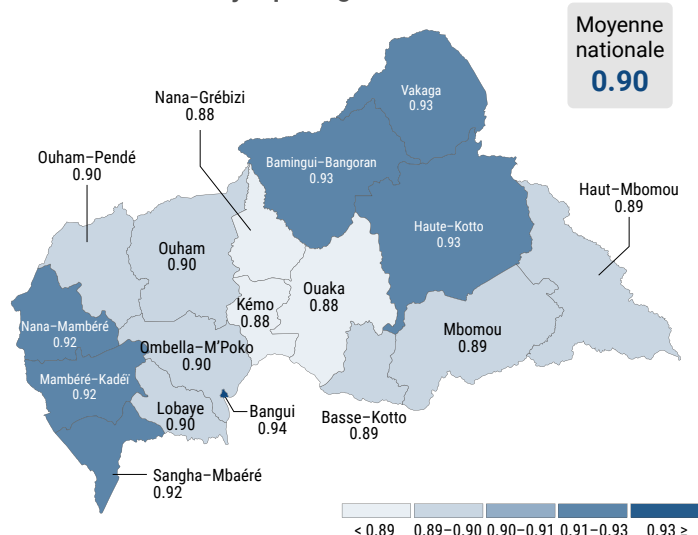 Moyenne
nationale
0.90
Vakaga
0.93
Nana–Grébizi
0.88
Bamingui–Bangoran
0.93
Ouham–Pendé
0.90
Haut–Mbomou
0.89
Haute–Kotto
0.93
Ouham
0.90
Ouaka
0.88
Kémo
0.88
Nana–Mambéré
0.92
Mbomou
0.89
Ombella–M'Poko
0.90
Mambéré–Kadéï
0.92
Lobaye
0.90
Bangui
0.94
Basse–Kotto
0.89
Sangha–Mbaéré
0.92
< 0.89 0.89–0.90 0.90–0.91 0.91–0.93 0.93 ≥